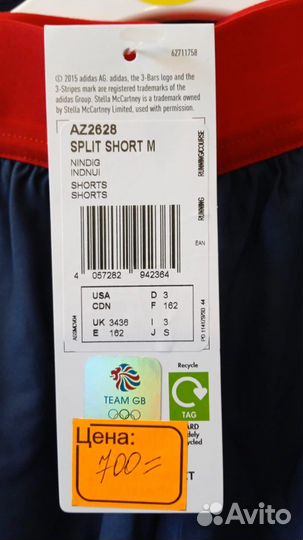 62711758
© 2015 adidas AG. adidas, the 3-Bars logo and the
3-Stripes mark are registered trademarks of the
adidas Group. Stella McCartney is a trademark owned
by Stella McCartney Limited, used with permission.
AZ2628
SPLIT SHORT M
NINDIG
INDNUI
SHORTS
SHORTS
RUNNING/COURSE
RUNNING
EAN
4 057282 942364
USA D 3
CDN F 162
UK 3436 I 3
E 162 J S
Recycle
TAG
TEAM GB
Цена:
700=
Avito